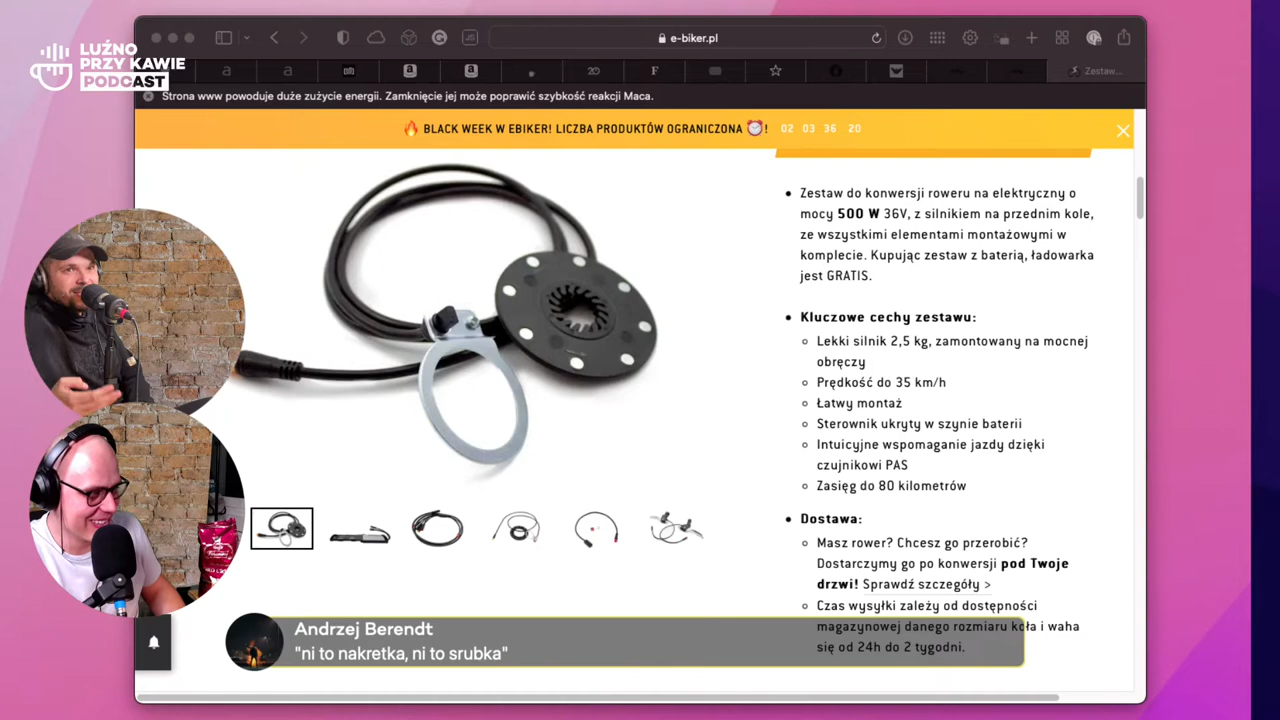 LUŹNO
PRZY KAWIE
PODCAST
e-biker.pl
Zestaw...
Strona www powoduje duże zużycie energii. Zamknięcie jej może poprawić szybkość reakcji Maca.
BLACK WEEK W EBIKER! LICZBA PRODUKTÓW OGRANICZONA ! 02 03 36 20
Zestaw do konwersji roweru na elektryczny o
mocy 500 W 36V, z silnikiem na przednim kole,
ze wszystkimi elementami montażowymi w
komplecie. Kupując zestaw z baterią, ładowarka
jest GRATIS.
Kluczowe cechy zestawu:
Lekki silnik 2,5 kg, zamontowany na mocnej
obręczy
Prędkość do 35 km/h
Łatwy montaż
Sterownik ukryty w szynie baterii
Intuicyjne wspomaganie jazdy dzięki
czujnikowi PAS
Zasięg do 80 kilometrów
Dostawa:
Masz rower? Chcesz go przerobić?
Dostarczymy go po konwersji pod Twoje
drzwi! Sprawdź szczegóły >
Czas wysyłki zależy od dostępności
magazynowej danego rozmiaru koła i waha
się od 24h do 2 tygodni.
Andrzej Berendt
"ni to nakretka, ni to srubka"